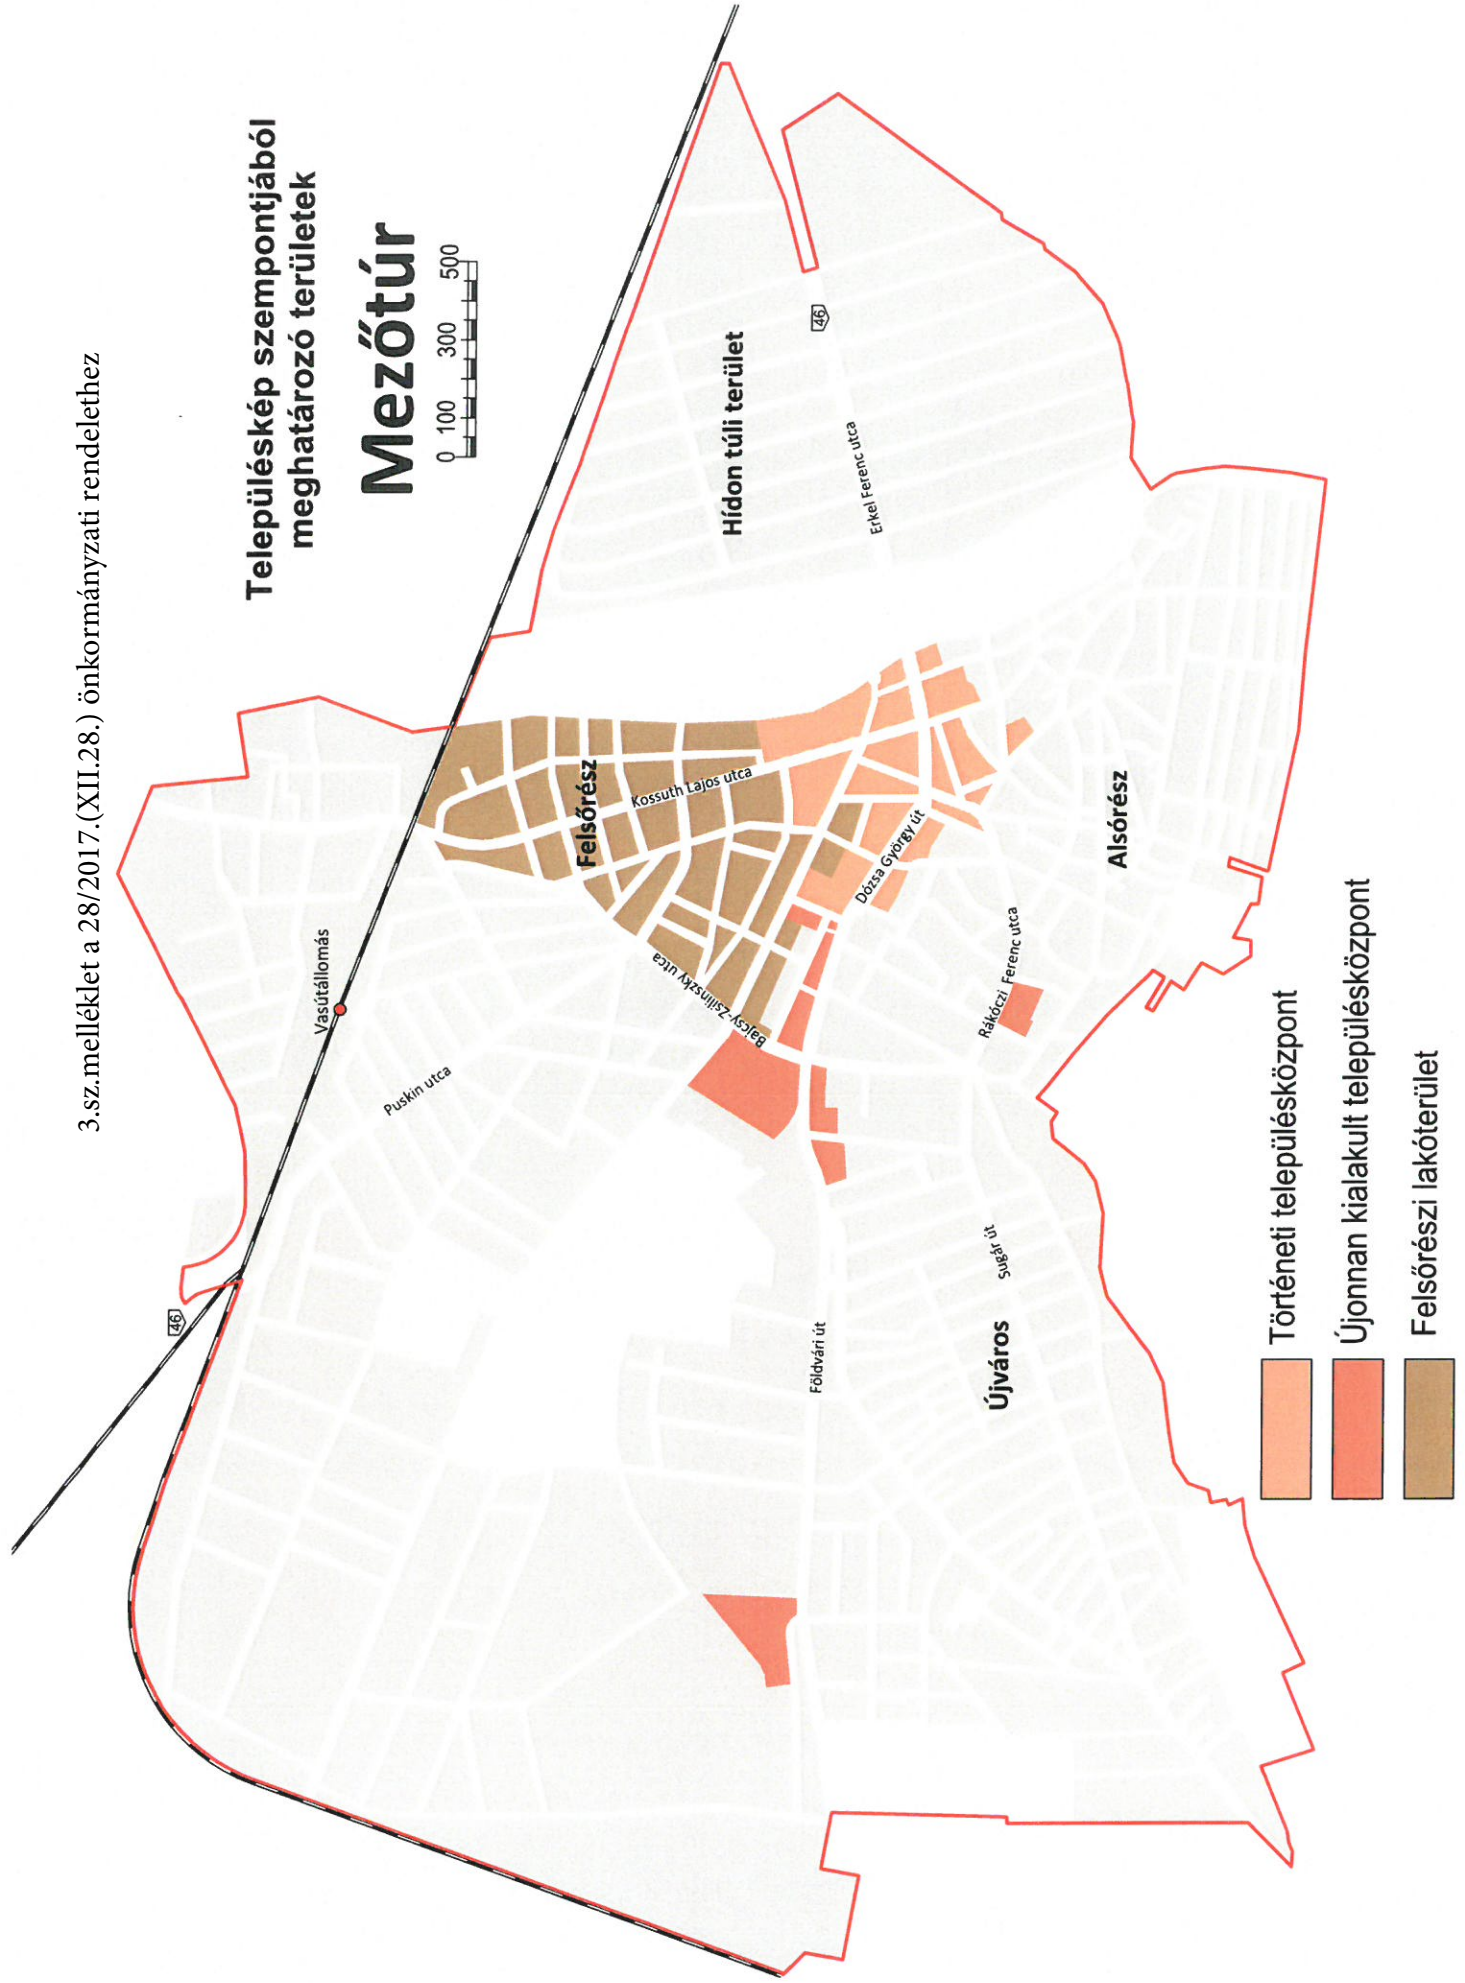 3.sz.melléklet a 28/2017.(XII.28.) önkormányzati rendelethez
Településkép szempontjából
meghatározó területek
Mezőtúr
0 100 300 500
Vasútállomás
46
Puskin utca
Felsőrész
Kossuth Lajos utca
Bajcsy-Zsilinszky utca
Hídon túli terület
46
Erkel Ferenc utca
Dózsa György út
Földvári út
Rákóczi Ferenc utca
Sugár út
Újváros
Alsórész
Történeti településközpont
Újonnan kialakult településközpont
Felsőrészi lakóterület